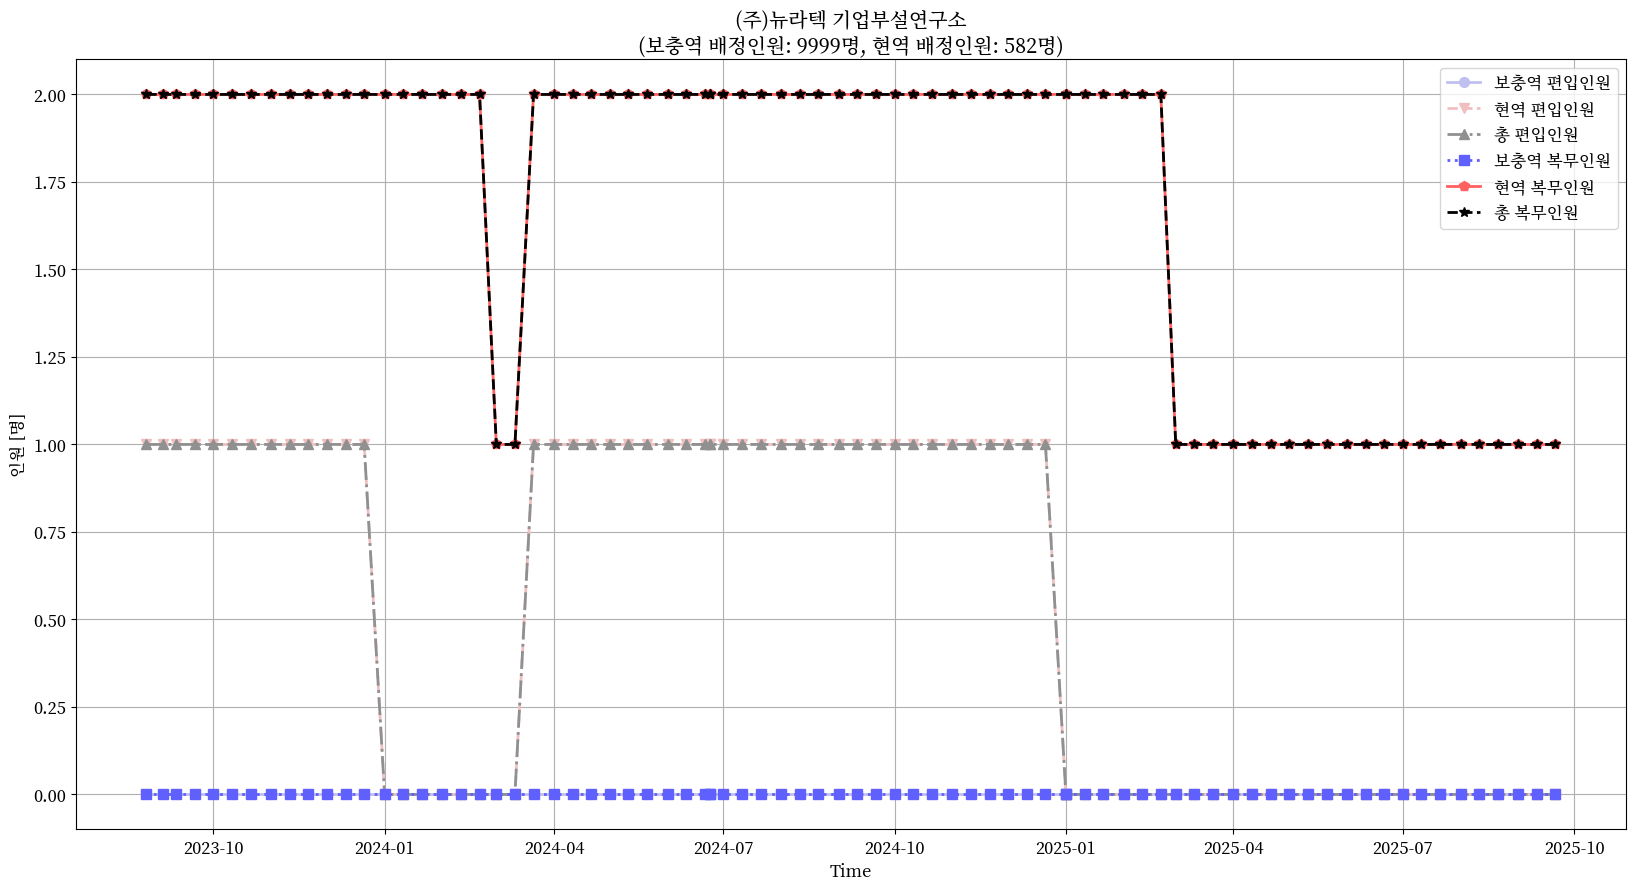 (주)뉴라텍 기업부설연구소
(보충역 배정인원: 9999명, 현역 배정인원: 582명)
보충역 편입인원
현역 편입인원
총 편입인원
보충역 복무인원
현역 복무인원
총 복무인원
인원 [명]
2.00
1.75
1.50
1.25
1.00
0.75
0.50
0.25
0.00
2023-10
2024-01
2024-04
2024-07
2024-10
2025-01
2025-04
2025-07
2025-10
Time